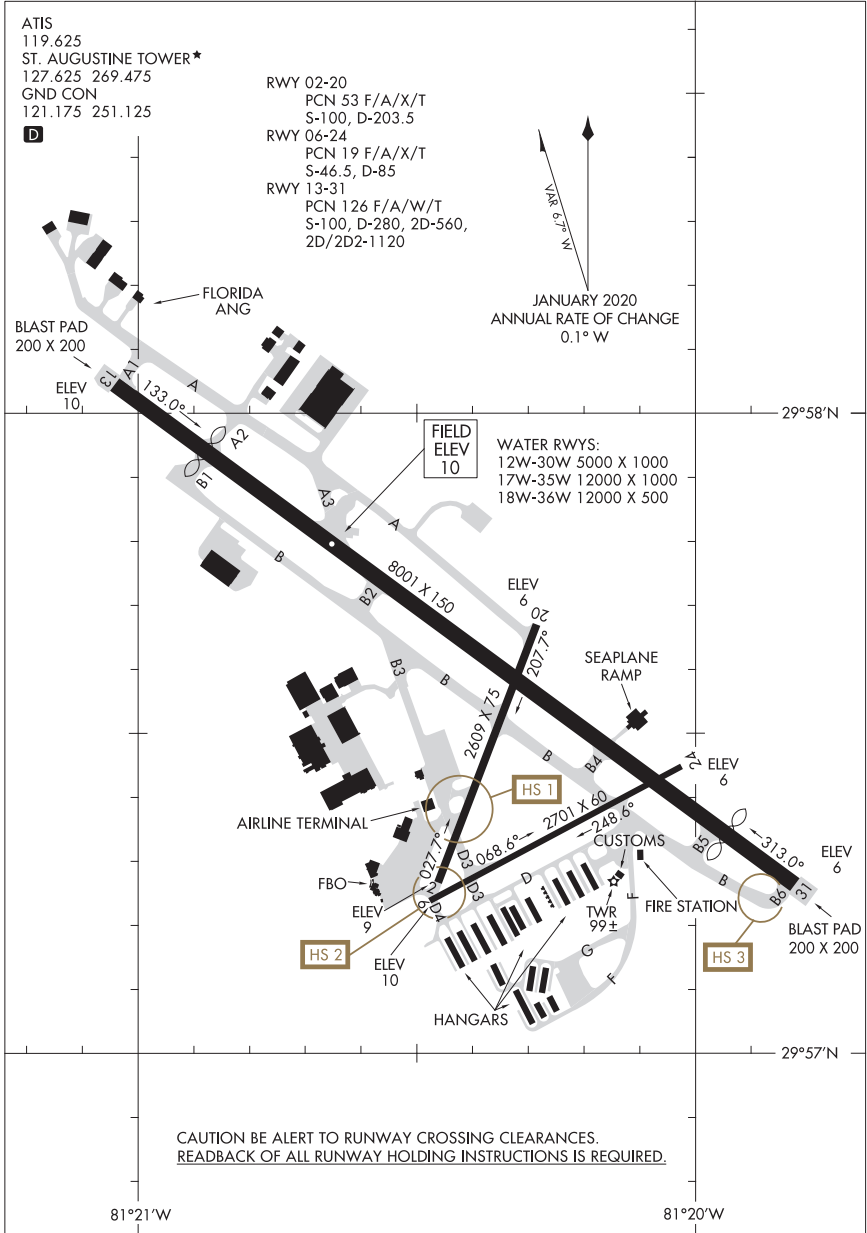 ATIS
119.625
ST. AUGUSTINE TOWER★
127.625 269.475
GND CON
121.175 251.125
D
RWY 02-20
PCN 53 F/A/X/T
S-100, D-203.5
RWY 06-24
PCN 19 F/A/X/T
S-46.5, D-85
RWY 13-31
PCN 126 F/A/W/T
S-100, D-280, 2D-560,
2D/2D2-1120
VAR 6.7° W
JANUARY 2020
ANNUAL RATE OF CHANGE
0.1° W
FLORIDA
ANG
BLAST PAD
200 X 200
ELEV
10
13
A1
133.0°
A
A2
B1
29°58'N
FIELD
ELEV
10
WATER RWYS:
12W-30W 5000 X 1000
17W-35W 12000 X 1000
18W-36W 12000 X 500
A3
A
B
B2
8001 X 150
ELEV
6
20
207.7°
B3
B
SEAPLANE
RAMP
2609 X 75
B
B4
24
ELEV
6
HS 1
AIRLINE TERMINAL
2701 X 60
248.6°
068.6°
027.7°
CUSTOMS
B5
313.0°
ELEV
6
FBO
D3
D3
D
2
6
D4
ELEV
9
TWR
99±
F
FIRE STATION
B
B6
31
BLAST PAD
200 X 200
HS 2
ELEV
10
HS 3
G
F
HANGARS
29°57'N
CAUTION BE ALERT TO RUNWAY CROSSING CLEARANCES.
READBACK OF ALL RUNWAY HOLDING INSTRUCTIONS IS REQUIRED.
81°21'W
81°20'W